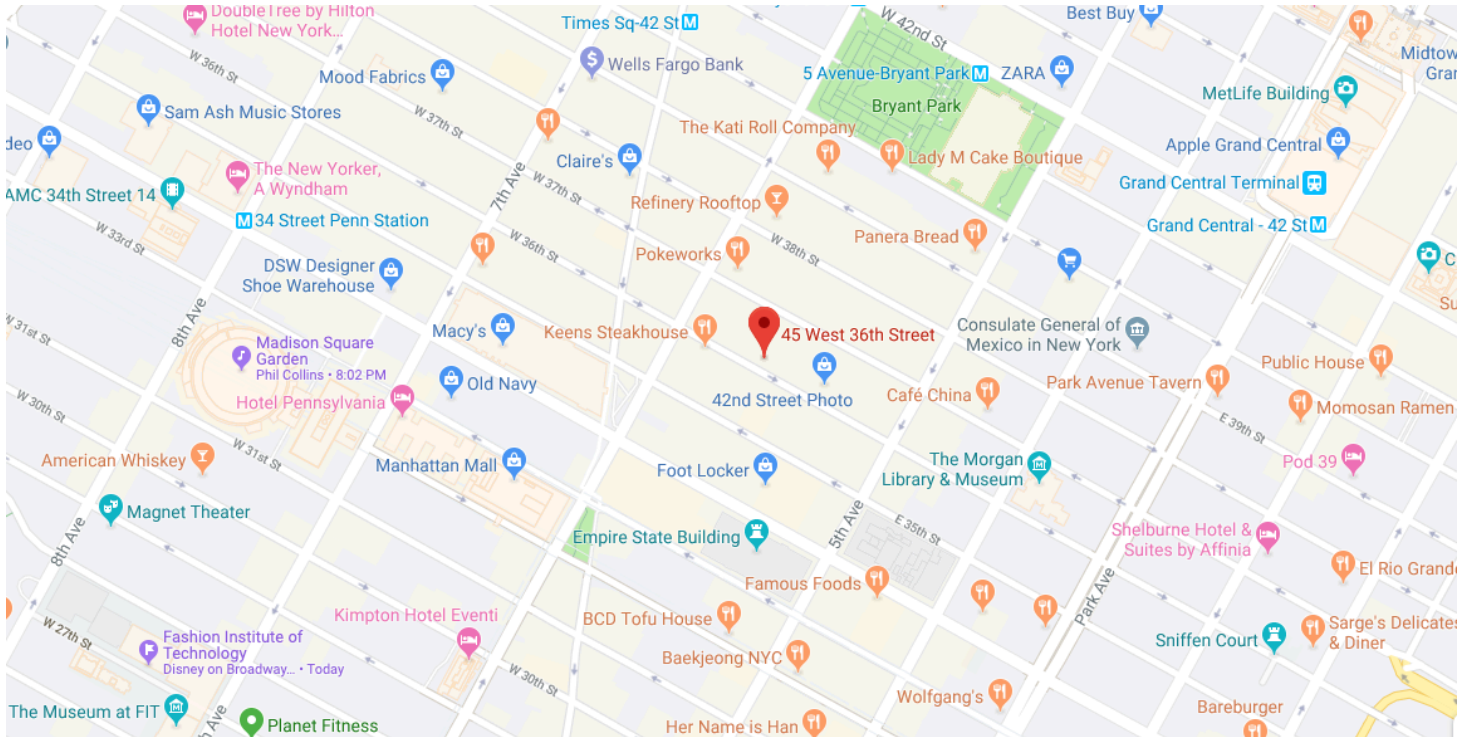 DoubleTree by Hilton
Hotel New York...
Times Sq-42 St
M
W 42nd St
Best Buy
W 36th St
Mood Fabrics
$
Wells Fargo Bank
5 Avenue-Bryant Park
M
ZARA
Midtow
Gra
MetLife Building
Sam Ash Music Stores
W 37th St
Bryant Park
The Kati Roll Company
deo
Claire's
Lady M Cake Boutique
Apple Grand Central
The New Yorker,
A Wyndham
7th Ave
W 37th St
Grand Central Terminal
AMC 34th Street 14
Refinery Rooftop
M
34 Street Penn Station
Grand Central - 42 St
M
W 33rd St
W 36th St
W 38th St
Panera Bread
Pokeworks
DSW Designer
Shoe Warehouse
C
8th Ave
Su
W 31st St
Macy's
Keens Steakhouse
45 West 36th Street
Consulate General of
Mexico in New York
Madison Square
Garden
Phil Collins • 8:02 PM
Public House
Old Navy
Park Avenue Tavern
Hotel Pennsylvania
42nd Street Photo
Café China
Momosan Ramen
W 30th St
E 39th St
W 31st St
American Whiskey
Manhattan Mall
Foot Locker
The Morgan
Library & Museum
Pod 39
Magnet Theater
8th Ave
Empire State Building
5th Ave
E 35th St
Shelburne Hotel &
Suites by Affinia
Famous Foods
El Rio Grande
Park Ave
Kimpton Hotel Eventi
BCD Tofu House
W 27th St
Fashion Institute of
Technology
Disney on Broadway... • Today
Sniffen Court
Sarge's Delicates
& Diner
Baekjeong NYC
W 30th St
Wolfgang's
The Museum at FIT
h Ave
Planet Fitness
Her Name is Han
Bareburger